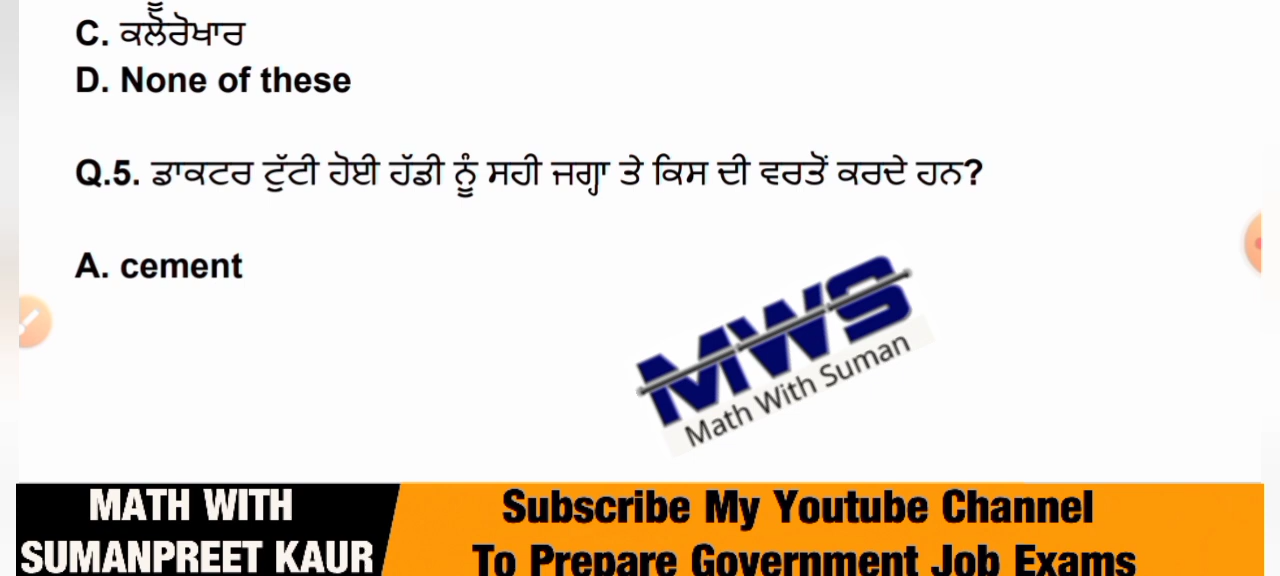 C. ਕਲੋਰੋਖਾਰ
D. None of these
Q.5. ਡਾਕਟਰ ਟੁੱਟੀ ਹੋਈ ਹੱਡੀ ਨੂੰ ਸਹੀ ਜਗ੍ਹਾ ਤੇ ਕਿਸ ਦੀ ਵਰਤੋਂ ਕਰਦੇ ਹਨ?
A. cement
MWS
Math With Suman
MATH WITH
SUMANPREET KAUR
Subscribe My Youtube Channel
To Prepare Government Job Exams